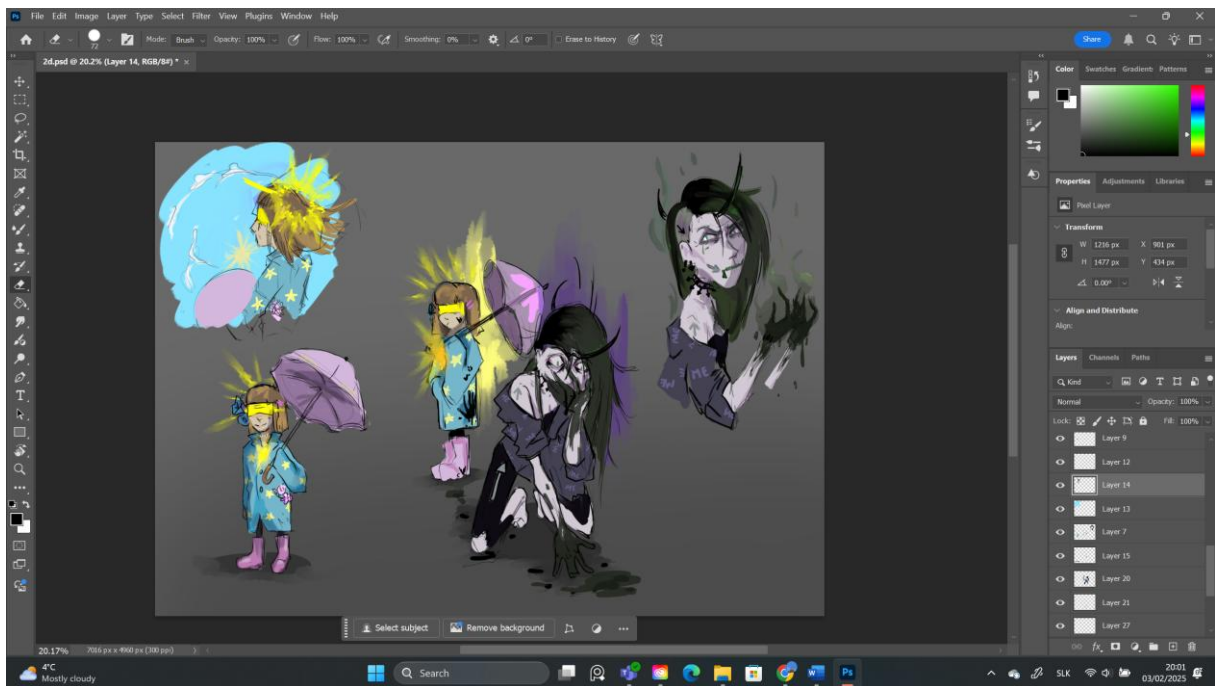 Ps File Edit Image Layer Type Select Filter View Plugins Window Help
72 Mode: Brush Opacity: 100% Flow: 100% Smoothing: 0% 0° Erase to History Share
2d.psd @ 20.2% (Layer 14, RGB/8#) * ×
Color Swatches Gradients Patterns
Properties Adjustments Libraries
Pixel Layer
Transform
W 1216 px X 981 px
H 1477 px Y 434 px
0.00°
Align and Distribute
Align:
Layers Channels Paths
Kind
Normal Opacity: 100%
Lock: Fill: 100%
Layer 9
Layer 12
Layer 14
Layer 13
Layer 7
Layer 15
Layer 20
Layer 21
Layer 27
ME
Select subject Remove background
20.17% 7016 px x 4960 px (300 ppi)
4°C
Mostly cloudy
Search
SLK
20:01
03/02/2025